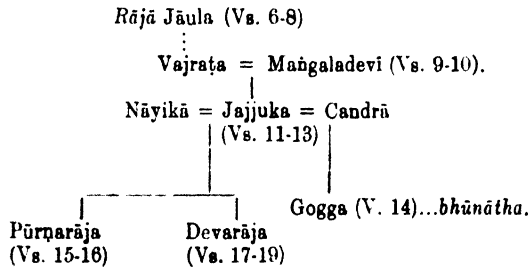 Rājā Jāula (Vs. 6-8)
Vajraṭa = Maṅgaladevī (Vs. 9-10).
Nāyikā = Jajjuka = Candrā
(Vs. 11-13)
Gogga (V. 14)...bhūnātha.
Pūrṇarāja Devarāja
(Vs. 15-16) (Vs. 17-19)